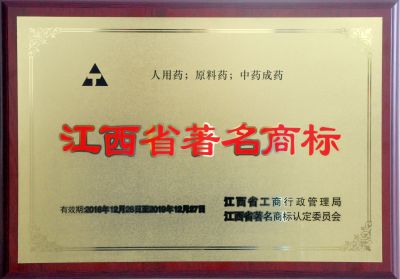 人用药；原料药；中药成药
江西省著名商标
江西省工商行政管理局
有效期:2016年12月28日至2019年12月27日
江西省著名商标认定委员会